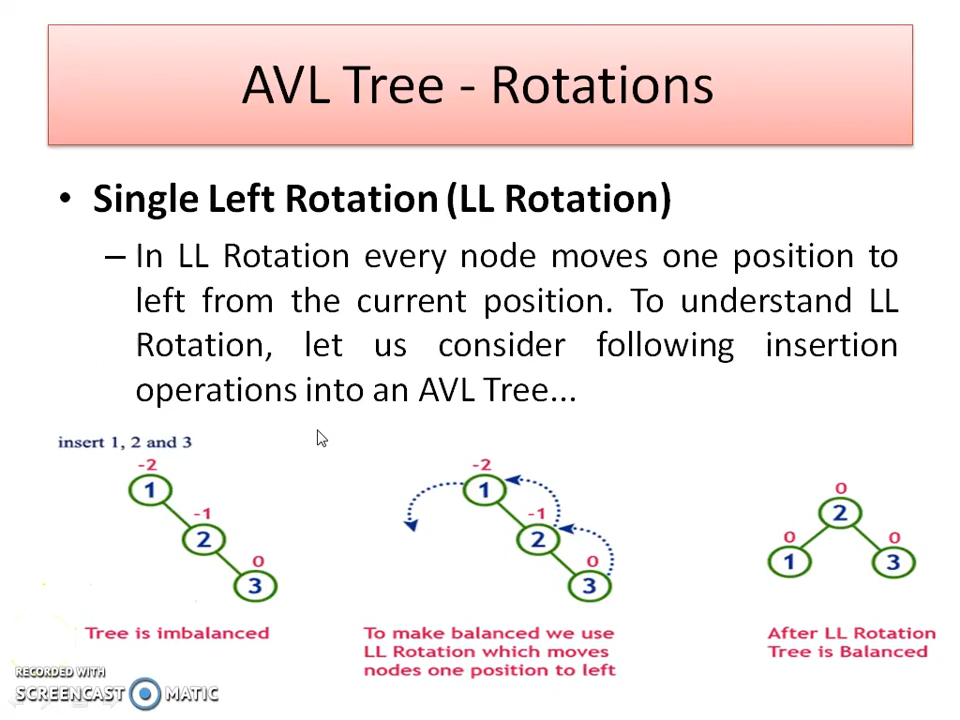 AVL Tree - Rotations
• Single Left Rotation (LL Rotation)
– In LL Rotation every node moves one position to
left from the current position. To understand LL
Rotation, let us consider following insertion
operations into an AVL Tree...
insert 1, 2 and 3
-2
1
-1
2
0
3
Tree is imbalanced
-2
1
-1
2
0
3
To make balanced we use
LL Rotation which moves
nodes one position to left
0
2
0
1
0
3
After LL Rotation
Tree is Balanced
RECORDED WITH
SCREENCAST MATIC